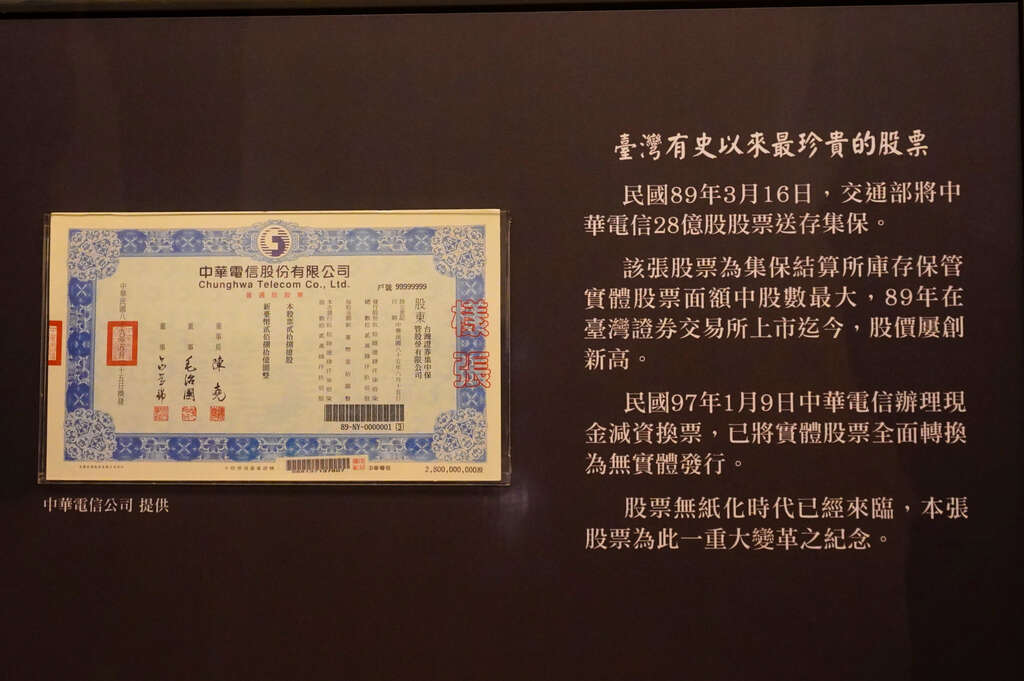 臺灣有史以來最珍貴的股票
民國89年3月16日，交通部將中
華電信28億股股票送存集保。
該張股票為集保結算所庫存保管
實體股票面額中股數最大，89年在
臺灣證券交易所上市迄今，股價屢創
新高。
民國97年1月9日中華電信辦理現
金減資換票，已將實體股票全面轉換
為無實體發行。
股票無紙化時代已經來臨，本張
股票為此一重大變革之紀念。
中華電信股份有限公司
Chunghwa Telecom Co., Ltd.
戶號 99999999
樣張
股東 台灣證券集中保
管股份有限公司
本股票貳拾捌億股
新臺幣貳佰捌拾億圓整
董事長 陳堯
董事 毛治國
董事
89-NY-0000001 3
2,800,000,000股
中華電信公司 提供